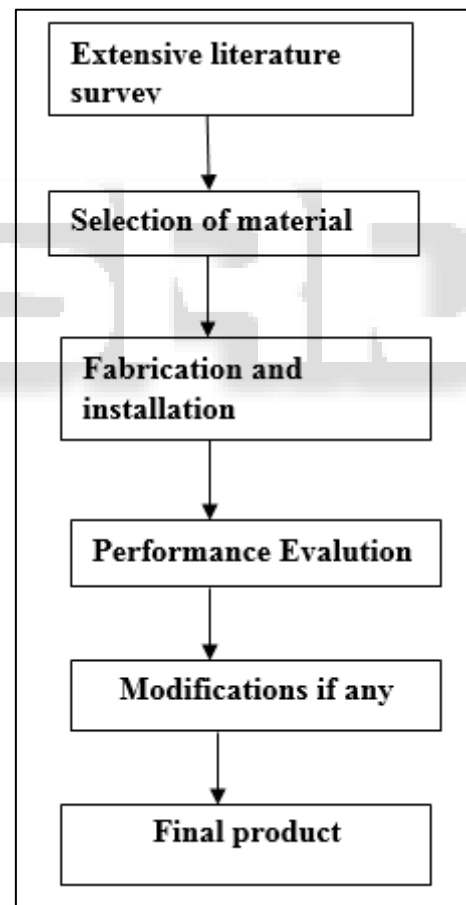 Extensive literature
survey
Selection of material
Fabrication and
installation
Performance Evalution
Modifications if any
Final product